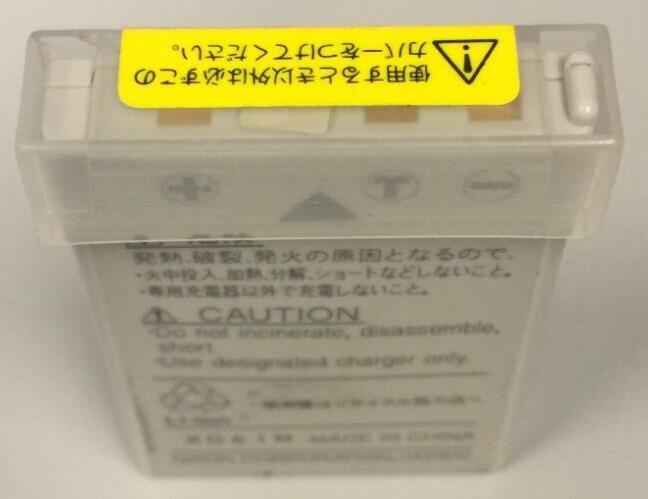 使用するとき以外は必ずこの
カバーをつけてください。
T
危険
発熱、破裂、発火の原因となるので、
・火中投入、加熱、分解、ショートなどしないこと。
・専用充電器以外で充電しないこと。
CAUTION
・Do not incinerate, disassemble,
short.
・Use designated charger only.
MADE IN CHINA